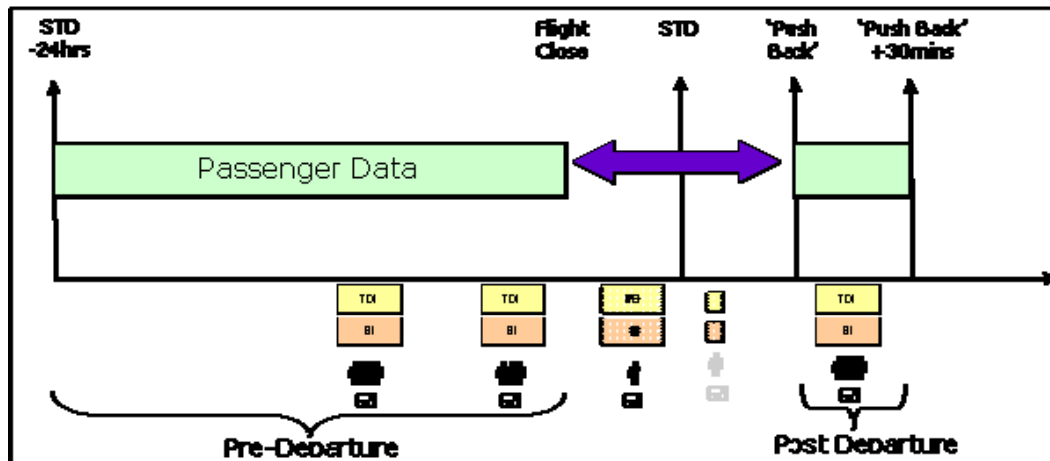 STD
-24hrs
Flight
Close
STD
'Push
Back'
'Push Back'
+30mins
Passenger Data
TDI
TDI
TDI
BI
BI
BI
Pre-Departure
Post Departure